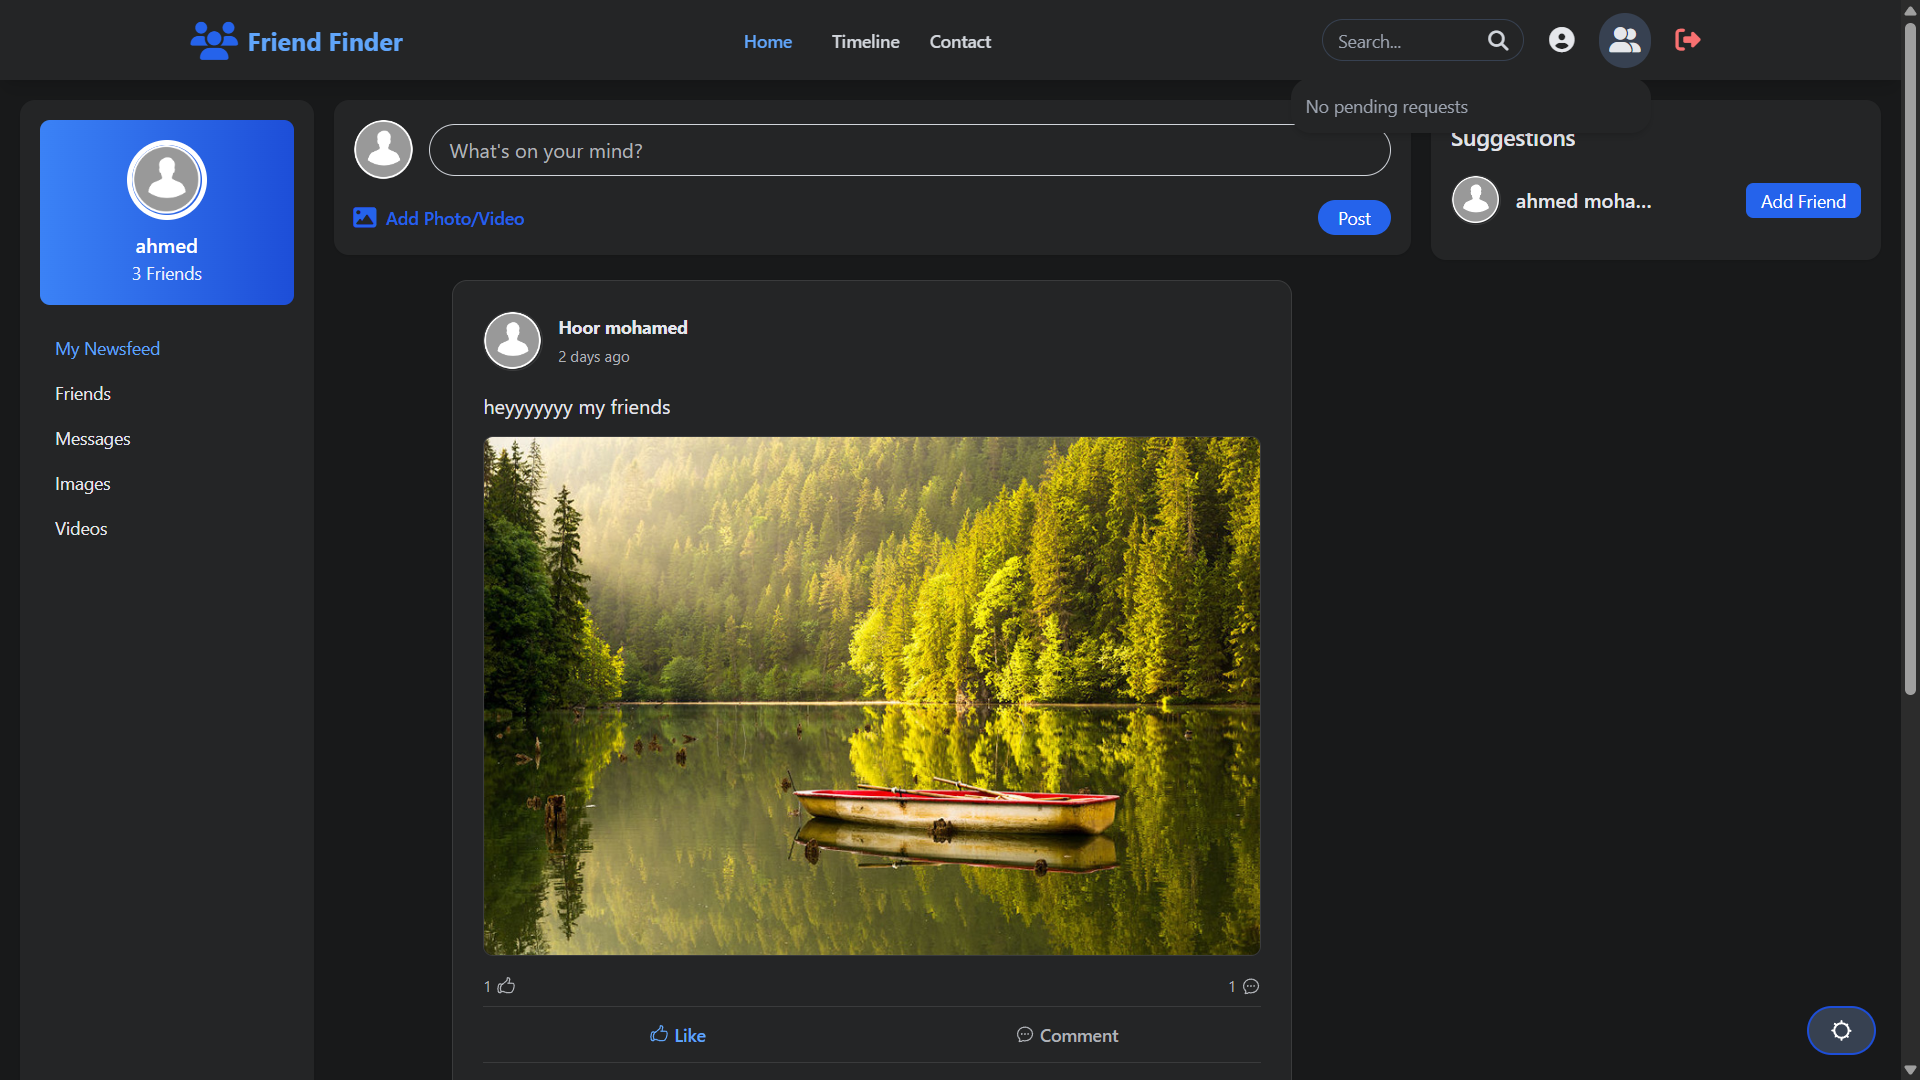 Friend Finder
Home
Timeline
Contact
Search...
No pending requests
ahmed
3 Friends
My Newsfeed
Friends
Messages
Images
Videos
What's on your mind?
Add Photo/Video
Post
Suggestions
ahmed moha...
Add Friend
Hoor mohamed
2 days ago
heyyyyyyy my friends
1
1
Like
Comment